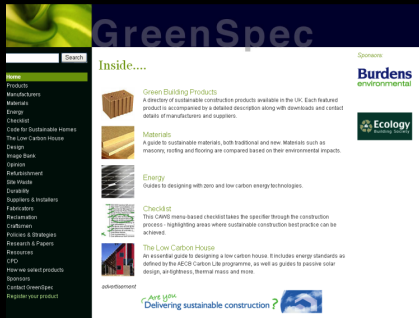 GreenSpec
Search
Home
Products
Manufacturers
Materials
Energy
Checklist
Code for Sustainable Homes
The Low Carbon House
Design
Image Bank
Opinion
Refurbishment
Site Waste
Durability
Suppliers & Installers
Fabricators
Reclamation
Craftsmen
Policies & Strategies
Research & Papers
Resources
CPD
How we select products
Sponsors
Contact GreenSpec
Register your product
Inside....
Green Building Products
A directory of sustainable construction products available in the UK. Each featured
product is accompanied by a detailed description along with downloads and contact
details of manufacturers and suppliers.
Materials
A guide to sustainable materials, both traditional and new. Materials such as
masonry, roofing and flooring are compared based on their environmental impacts.
Energy
Guides to designing with zero and low carbon energy technologies.
Checklist
This CAWS menu-based checklist takes the specifier through the construction
process - highlighting areas where sustainable construction best practice can be
achieved.
The Low Carbon House
An essential guide to designing a low carbon house. It includes energy standards as
defined by the AECB Carbon Lite programme, as well as guides to passive solar
design, air-tightness, thermal mass and more.
advertisement
Are you
Delivering sustainable construction ?
Sponsors
Burdens
environmental
Ecology
Building Society